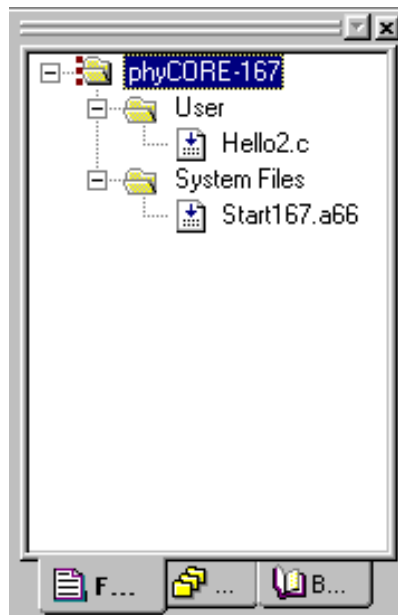 phyCORE-167
User
Hello2.c
System Files
Start167.a66
F... ... B...